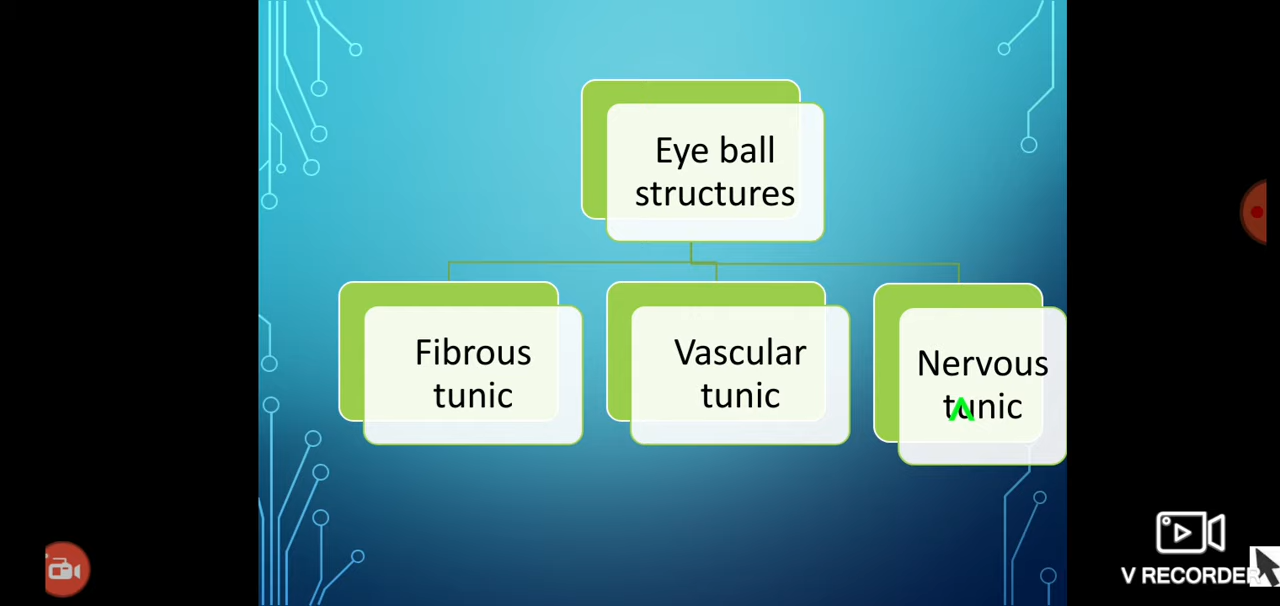 Eye ball
structures
Fibrous
tunic
Vascular
tunic
Nervous
tunic
V RECORDER